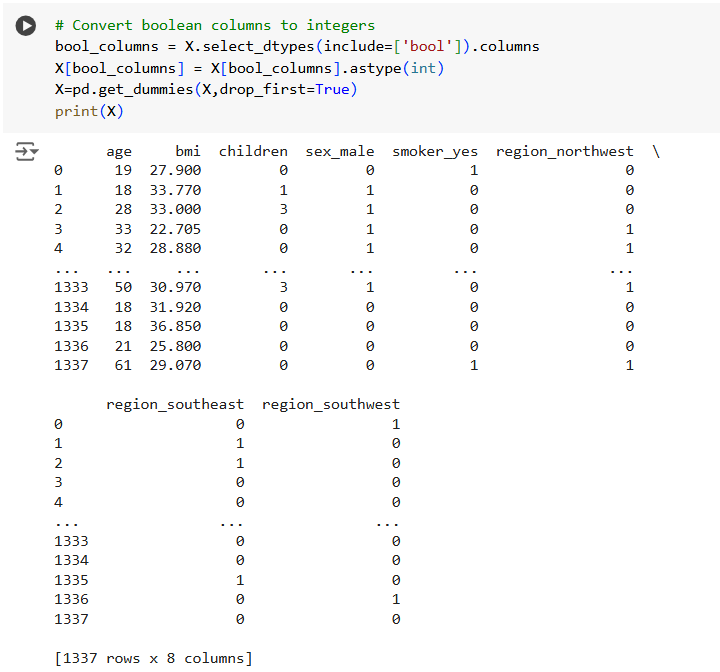 # Convert boolean columns to integers
bool_columns = X.select_dtypes(include=['bool']).columns
X[bool_columns] = X[bool_columns].astype(int)
X=pd.get_dummies(X,drop_first=True)
print(X)
age bmi children sex_male smoker_yes region_northwest \
0 19 27.900 0 0 1 0
1 18 33.770 1 1 0 0
2 28 33.000 3 1 0 0
3 33 22.705 0 1 0 1
4 32 28.880 0 1 0 1
... ... ... ... ... ... ...
1333 50 30.970 3 1 0 1
1334 18 31.920 0 0 0 0
1335 18 36.850 0 0 0 0
1336 21 25.800 0 0 0 0
1337 61 29.070 0 0 1 1
region_southeast region_southwest
0 0 1
1 1 0
2 1 0
3 0 0
4 0 0
... ... ...
1333 0 0
1334 0 0
1335 1 0
1336 0 1
1337 0 0
[1337 rows x 8 columns]